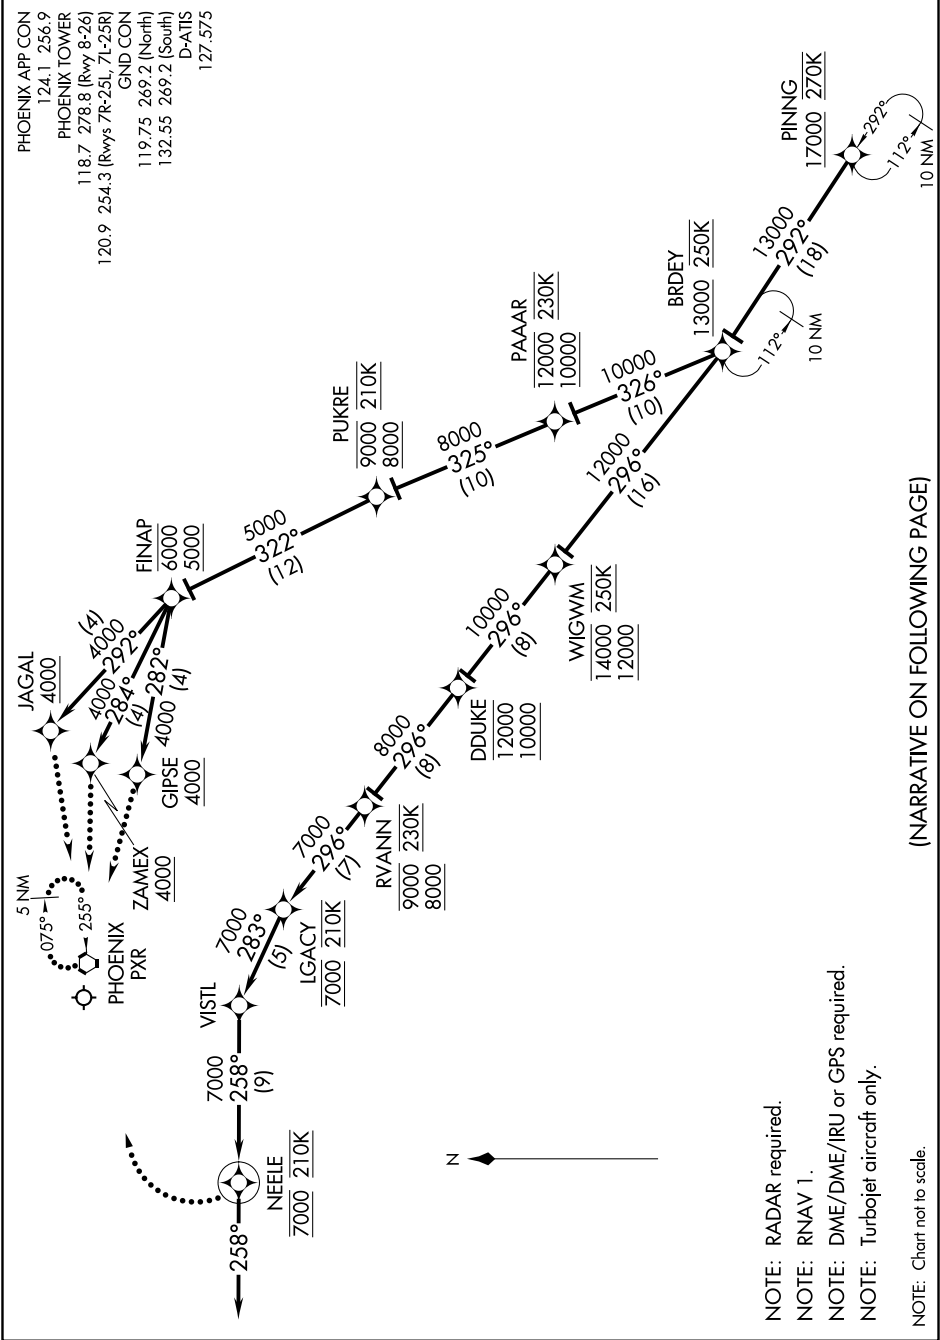 PHOENIX APP CON
124.1 256.9
PHOENIX TOWER
118.7 278.8 (Rwy 8-26)
120.9 254.3 (Rwys 7R-25L, 7L-25R)
GND CON
119.75 269.2 (North)
132.55 269.2 (South)
D-ATIS
127.575
5 NM
075°
255°
PHOENIX
PXR
JAGAL
4000
(4)
4000
292°
4000
284°
(4)
4000 282°
(4)
ZAMEX
4000
GIPSE
4000
FINAP
6000
5000
5000
322°
(12)
PUKRE
9000 210K
8000
8000
325°
(10)
PAAAR
12000 230K
10000
10000
326°
(10)
BRDEY
13000 250K
112°
10 NM
13000
292°
(18)
PINNG
17000 270K
292°
112°
10 NM
12000
296°
(16)
WIGWM
14000 250K
12000
10000
296°
(8)
DDUKE
12000
10000
8000
296°
(8)
RVANN
9000 230K
8000
7000
296°
(7)
LGACY
7000 210K
7000
283°
(5)
VISTL
7000
258°
(9)
NEELE
7000 210K
258°
N
NOTE: RADAR required.
NOTE: RNAV 1.
NOTE: DME/DME/IRU or GPS required.
NOTE: Turbojet aircraft only.
NOTE: Chart not to scale.
(NARRATIVE ON FOLLOWING PAGE)